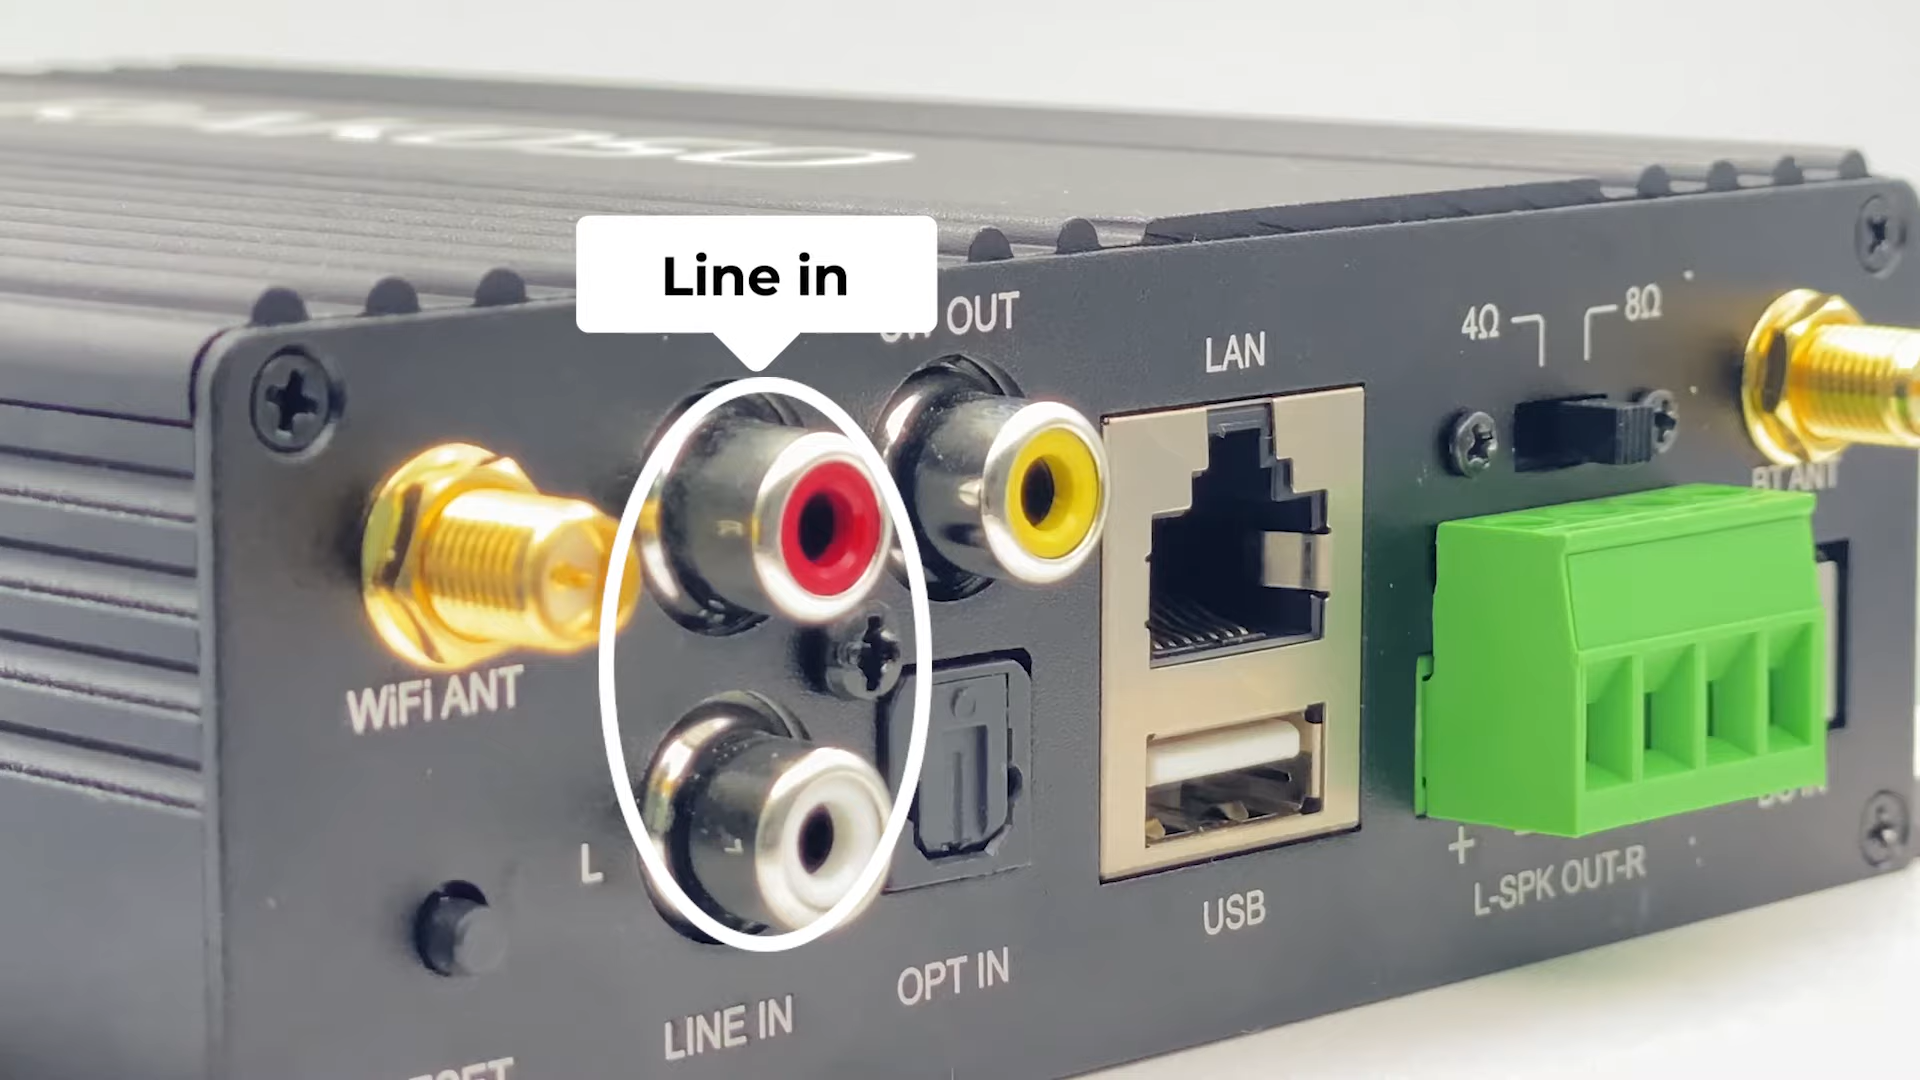 Line in
OUT
LAN
4Ω
8Ω
BT ANT
WiFi ANT
L
+
USB
L-SPK OUT-R
OPT IN
LINE IN